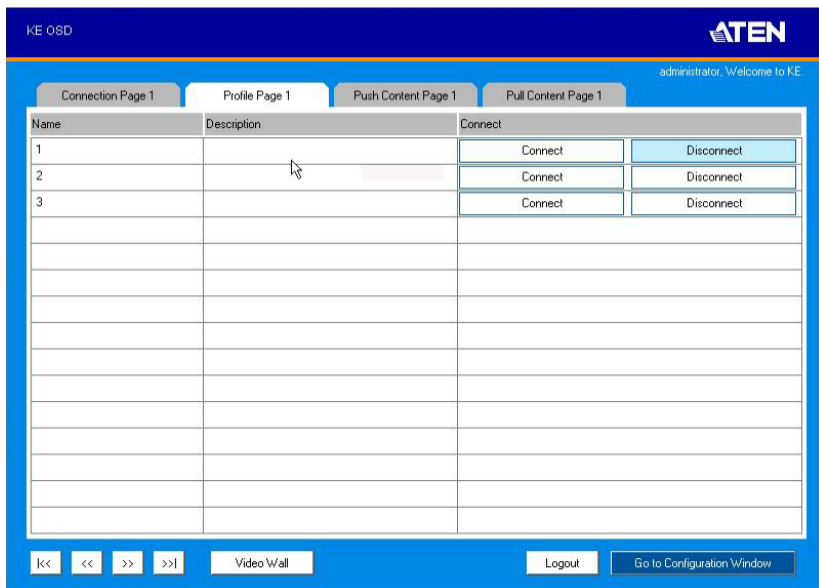 KE OSD
ATEN
administrator, Welcome to KE.
Connection Page 1 Profile Page 1 Push Content Page 1 Pull Content Page 1
Name Description Connect
1 Connect Disconnect
2 Connect Disconnect
3 Connect Disconnect
|<< << >> >>| Video Wall Logout Go to Configuration Window